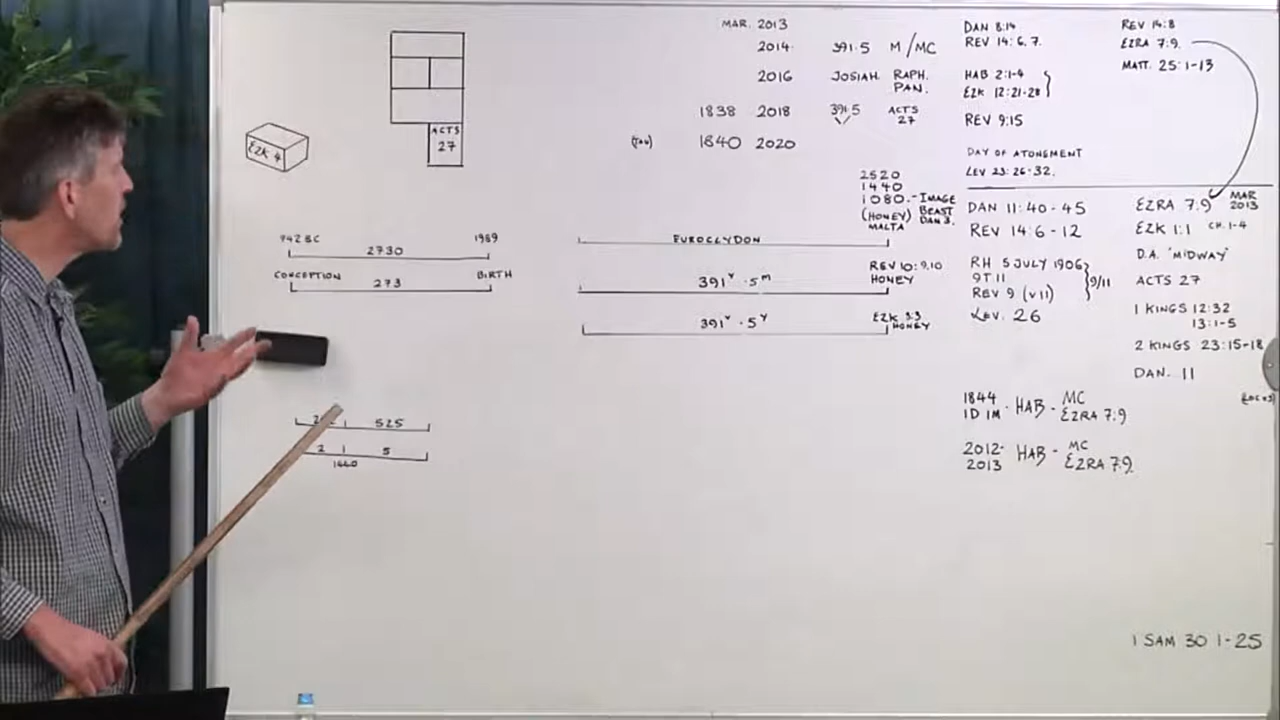 MAR. 2013
2014 391.5 M/MC
2016 JOSIAH RAPH.
PAN.
1838 2018 391.5 ACTS
27
1840 2020
DAN 8:14
REV 14:6.7.
HAB 2:1-4
EZK 12:21-28
REV 9:15
DAY OF ATONEMENT
LEV 23:26-32.
REV 14:8
EZRA 7:9.
MATT. 25:1-13
ACTS
27
EZK 4
2520
1440
1080.- IMAGE
(HONEY) BEAST
MALTA DAN 3.
742 BC 1989
2730
CONCEPTION BIRTH
273
EUROCLYDON
391Y.5M
REV 10:9,10
HONEY
391Y.5Y
EZK 3:3
HONEY
DAN 11:40-45
REV 14:6-12
RH 5 JULY 1906
9T 11
REV 9 (v11)
9/11
LEV. 26
EZRA 7:9 MAR
2013
EZK 1:1 CH. 1-4
D.A. "MIDWAY"
ACTS 27
1 KINGS 12:32
13:1-5
2 KINGS 23:15-18
DAN. 11
1844
1D 1M. HAB - MC
EZRA 7:9
2012-
2013 HAB - MC
EZRA 7:9.
525
2 1 5
1440
1 SAM 30 1-25